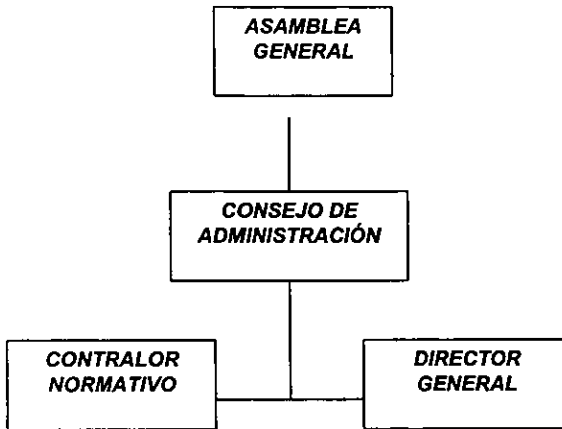 ASAMBLEA
GENERAL
CONSEJO DE
ADMINISTRACIÓN
CONTRALOR
NORMATIVO
DIRECTOR
GENERAL